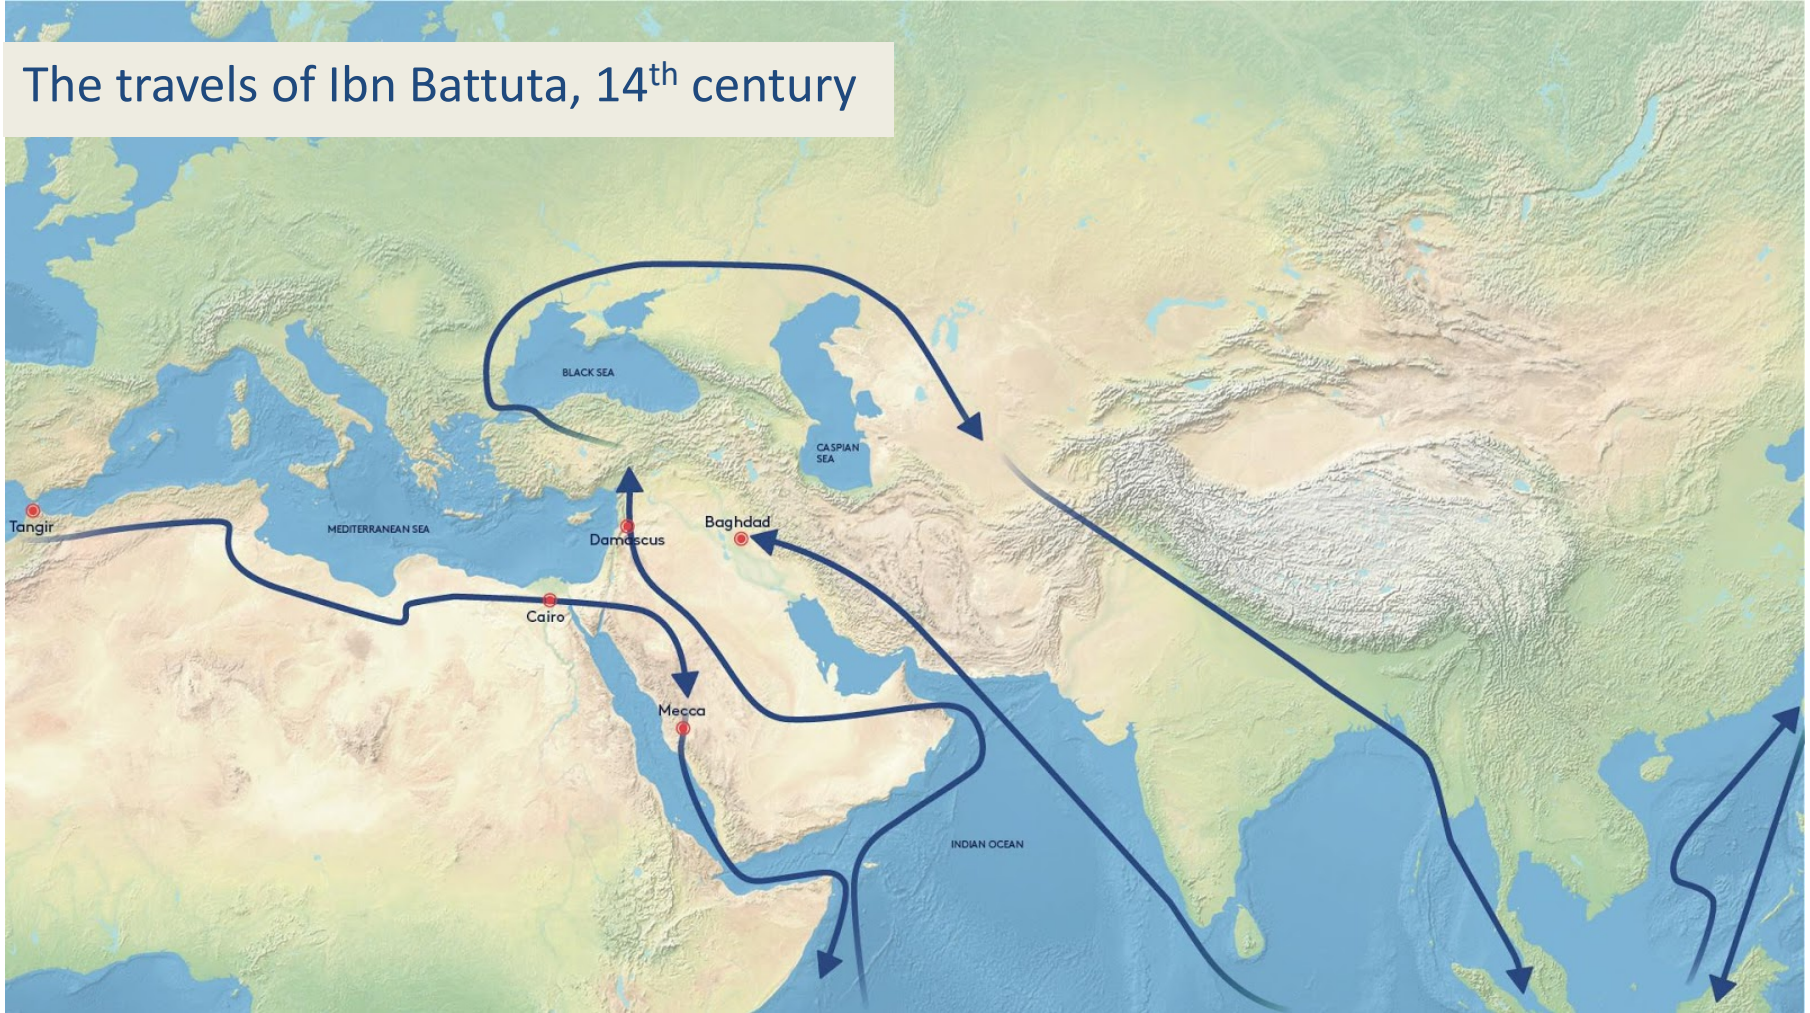 The travels of Ibn Battuta, 14th century
BLACK SEA
CASPIAN
SEA
Tangir
MEDITERRANEAN SEA
Baghdad
Damascus
Cairo
Mecca
INDIAN OCEAN